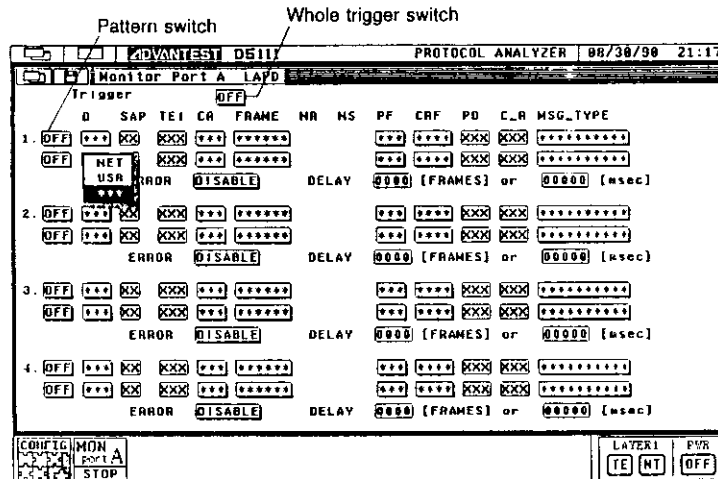 Pattern switch
Whole trigger switch
ADVANTEST D5111 PROTOCOL ANALYZER 08/30/90 21:17
Monitor Port A LAPD
Trigger OFF
D SAP TEI CR FRAME NR NS PF CRF PD C_R MSG_TYPE
1. OFF *** XX XXX *** ****** *** **** XXX XXX **********
OFF XX XXX *** ****** *** **** XXX XXX **********
NET
USR
***
DISABLE DELAY 0000 [FRAMES] or 00000 [msec]
2. OFF *** XX XXX *** ****** *** **** XXX XXX **********
OFF *** XX XXX *** ****** *** **** XXX XXX **********
ERROR DISABLE DELAY 0000 [FRAMES] or 00000 [msec]
3. OFF *** XX XXX *** ****** *** **** XXX XXX **********
OFF *** XX XXX *** ****** *** **** XXX XXX **********
ERROR DISABLE DELAY 0000 [FRAMES] or 00000 [msec]
4. OFF *** XX XXX *** ****** *** **** XXX XXX **********
OFF *** XX XXX *** ****** *** **** XXX XXX **********
ERROR DISABLE DELAY 0000 [FRAMES] or 00000 [msec]
CONFIG MON LAYER1 PWR
port A TE NT OFF
STOP